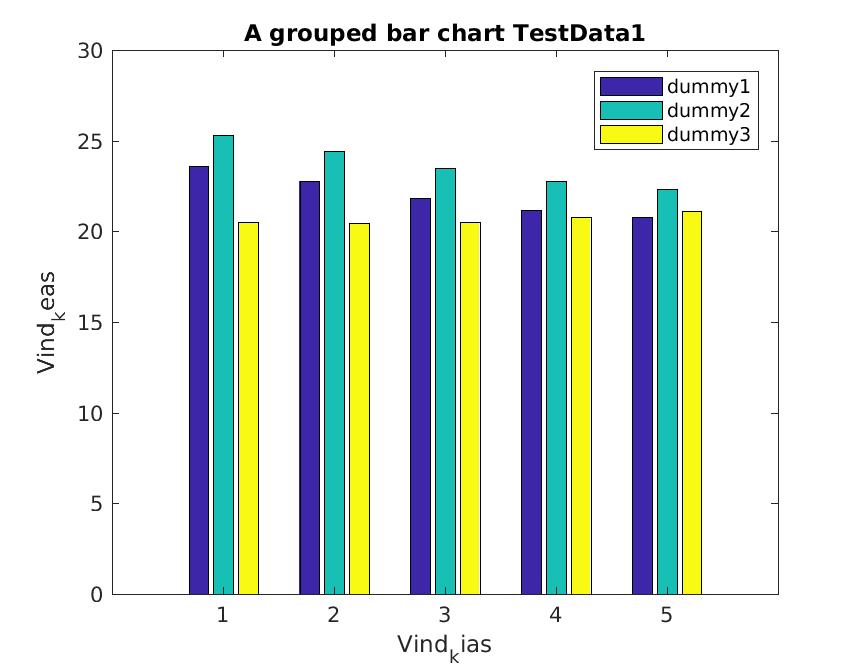 A grouped bar chart TestData1
30
25
20
15
10
5
0
Vind_keas
dummy1
dummy2
dummy3
1 2 3 4 5
Vind_kias